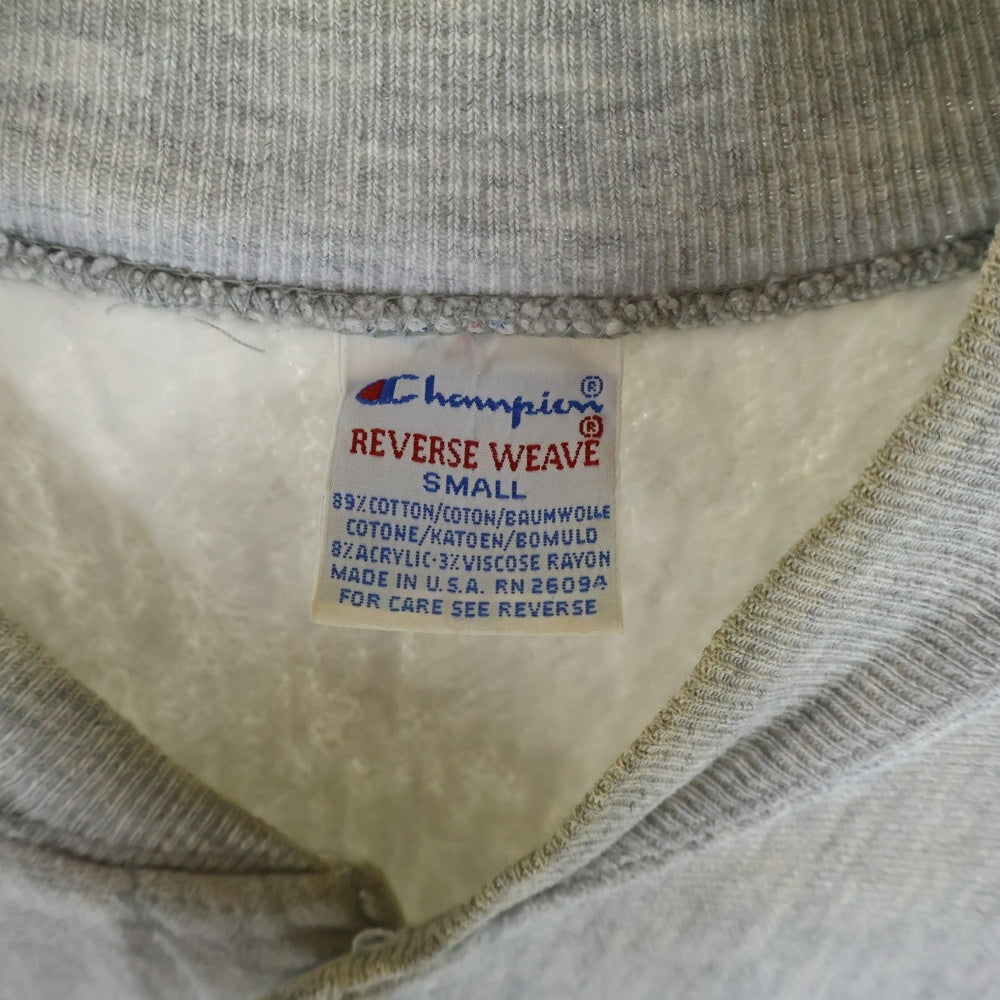 Champion®
REVERSE WEAVE®
SMALL
89% COTTON/COTON/BAUMWOLLE
COTONE/KATOEN/BOMULD
8% ACRYLIC·3% VISCOSE RAYON
MADE IN U.S.A. RN 26094
FOR CARE SEE REVERSE